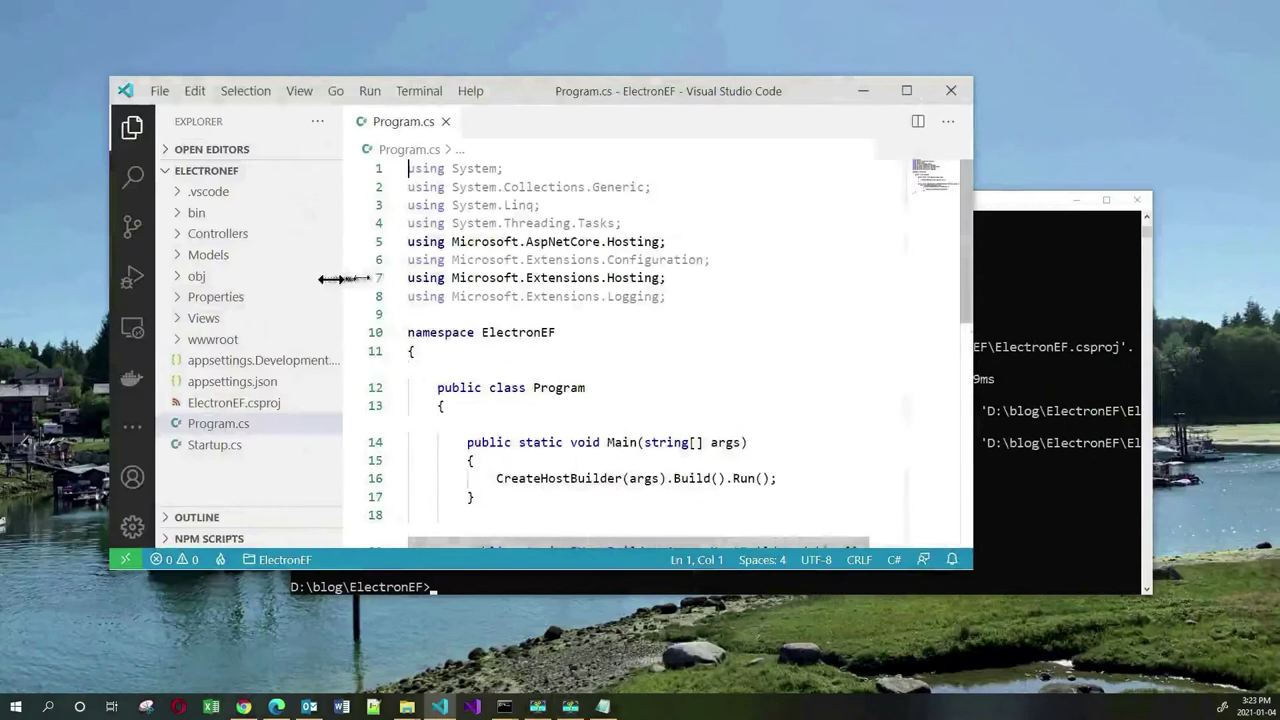 File Edit Selection View Go Run Terminal Help Program.cs - ElectronEF - Visual Studio Code
EXPLORER
Program.cs
OPEN EDITORS
Program.cs > ...
ELECTRONEF
.vscode
bin
Controllers
Models
obj
Properties
Views
wwwroot
appsettings.Development....
appsettings.json
ElectronEF.csproj
Program.cs
Startup.cs
OUTLINE
NPM SCRIPTS
1 using System;
2 using System.Collections.Generic;
3 using System.Linq;
4 using System.Threading.Tasks;
5 using Microsoft.AspNetCore.Hosting;
6 using Microsoft.Extensions.Configuration;
7 using Microsoft.Extensions.Hosting;
8 using Microsoft.Extensions.Logging;
9
10 namespace ElectronEF
11 {
12 public class Program
13 {
14 public static void Main(string[] args)
15 {
16 CreateHostBuilder(args).Build().Run();
17 }
18
0 0 ElectronEF Ln 1, Col 1 Spaces: 4 UTF-8 CRLF C#
EF\ElectronEF.csproj'.
9ms
'D:\blog\ElectronEF\El
'D:\blog\ElectronEF\El
D:\blog\ElectronEF>
3:23 PM
2021-01-04